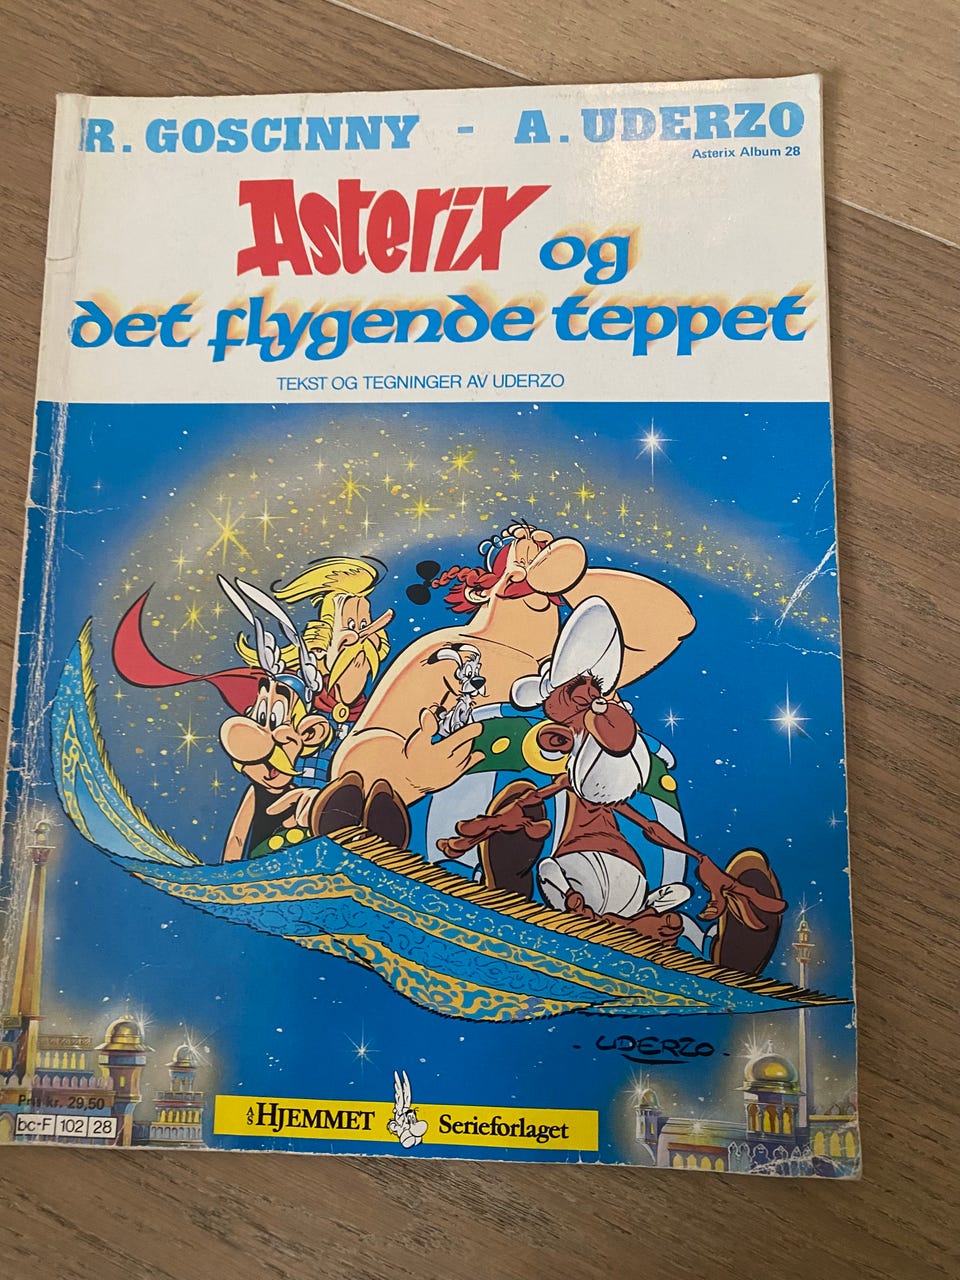 R. GOSCINNY - A. UDERZO
Asterix Album 28
Asterix og
det flygende teppet
TEKST OG TEGNINGER AV UDERZO
. UDERZO .
Pris kr. 29,50
bc-F 102 28
A/S HJEMMET Serieforlaget